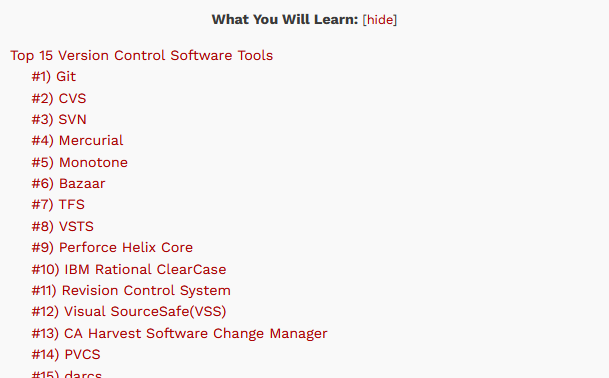 What You Will Learn: [hide]
Top 15 Version Control Software Tools
#1) Git
#2) CVS
#3) SVN
#4) Mercurial
#5) Monotone
#6) Bazaar
#7) TFS
#8) VSTS
#9) Perforce Helix Core
#10) IBM Rational ClearCase
#11) Revision Control System
#12) Visual SourceSafe(VSS)
#13) CA Harvest Software Change Manager
#14) PVCS
#15) darcs